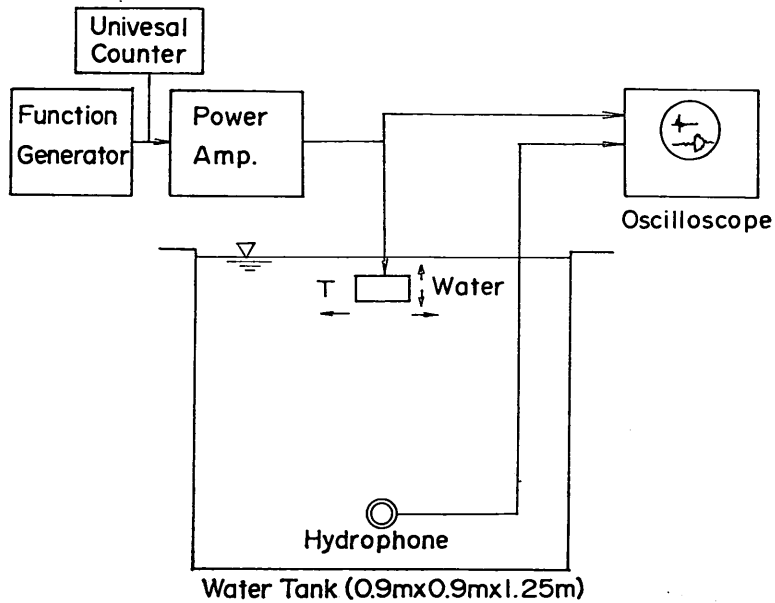 Univesal
Counter
Function
Generator
Power
Amp.
Oscilloscope
T
Water
Hydrophone
Water Tank (0.9mx0.9mx1.25m)